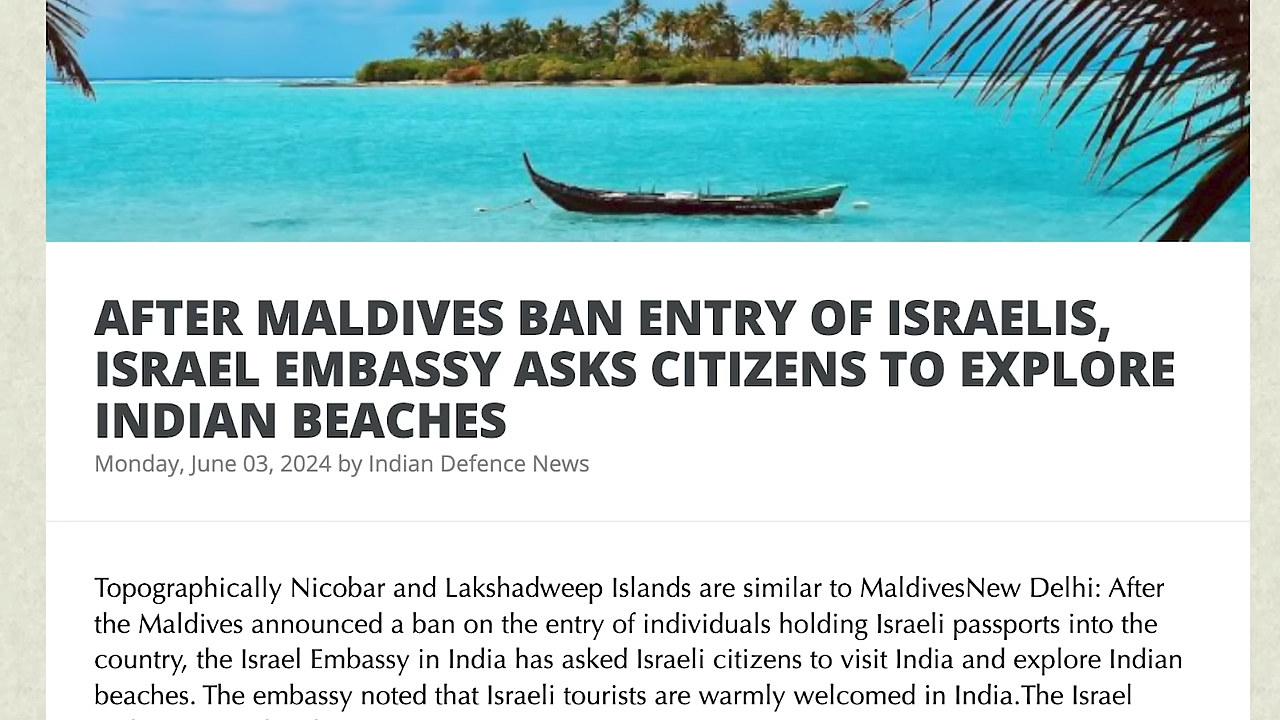 AFTER MALDIVES BAN ENTRY OF ISRAELIS,
ISRAEL EMBASSY ASKS CITIZENS TO EXPLORE
INDIAN BEACHES
Monday, June 03, 2024 by Indian Defence News
Topographically Nicobar and Lakshadweep Islands are similar to MaldivesNew Delhi: After
the Maldives announced a ban on the entry of individuals holding Israeli passports into the
country, the Israel Embassy in India has asked Israeli citizens to visit India and explore Indian
beaches. The embassy noted that Israeli tourists are warmly welcomed in India.The Israel